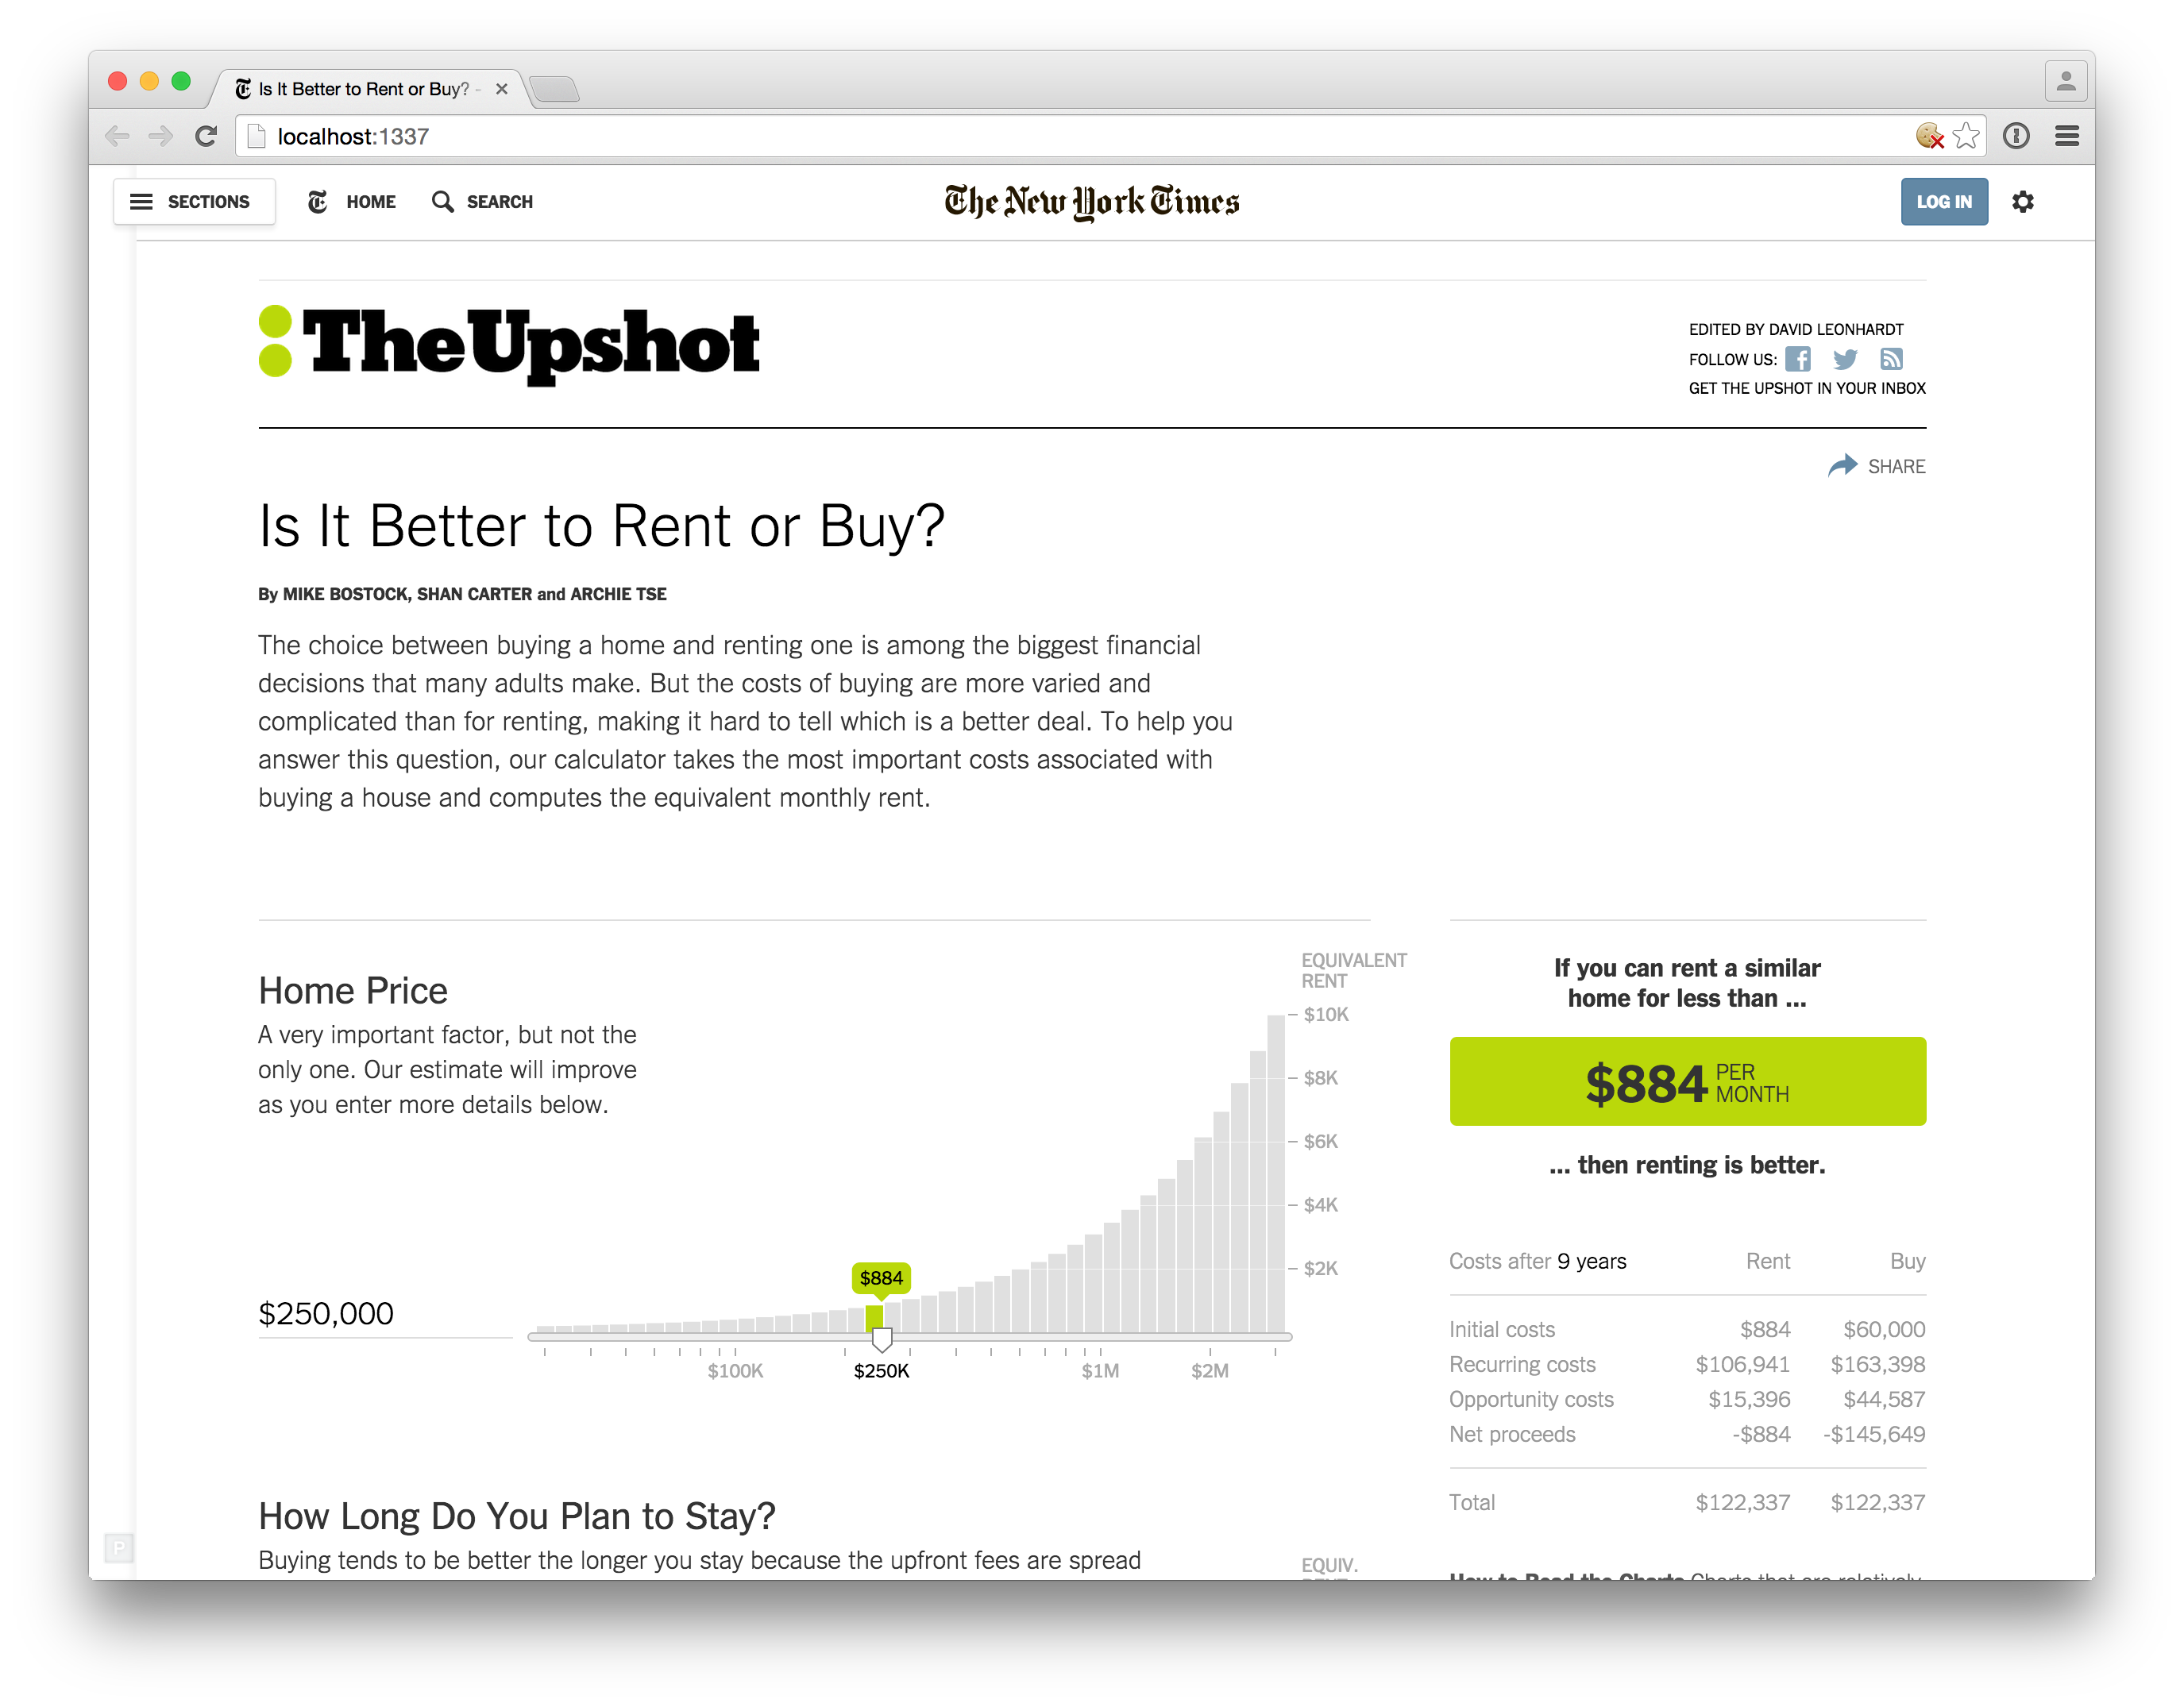 Is It Better to Rent or Buy? -
localhost:1337
SECTIONS
HOME
SEARCH
The New York Times
LOG IN
The Upshot
EDITED BY DAVID LEONHARDT
FOLLOW US:
GET THE UPSHOT IN YOUR INBOX
SHARE
Is It Better to Rent or Buy?
By MIKE BOSTOCK, SHAN CARTER and ARCHIE TSE
The choice between buying a home and renting one is among the biggest financial
decisions that many adults make. But the costs of buying are more varied and
complicated than for renting, making it hard to tell which is a better deal. To help you
answer this question, our calculator takes the most important costs associated with
buying a house and computes the equivalent monthly rent.
Home Price
A very important factor, but not the
only one. Our estimate will improve
as you enter more details below.
$250,000
EQUIVALENT
RENT
$10K
$8K
$6K
$4K
$2K
$884
$100K
$250K
$1M
$2M
If you can rent a similar
home for less than ...
$884 PER
MONTH
... then renting is better.
Costs after 9 years Rent Buy
Initial costs $884 $60,000
Recurring costs $106,941 $163,398
Opportunity costs $15,396 $44,587
Net proceeds -$884 -$145,649
Total $122,337 $122,337
How Long Do You Plan to Stay?
Buying tends to be better the longer you stay because the upfront fees are spread
EQUIV.
How to Read the Charts Charts that are relatively
P